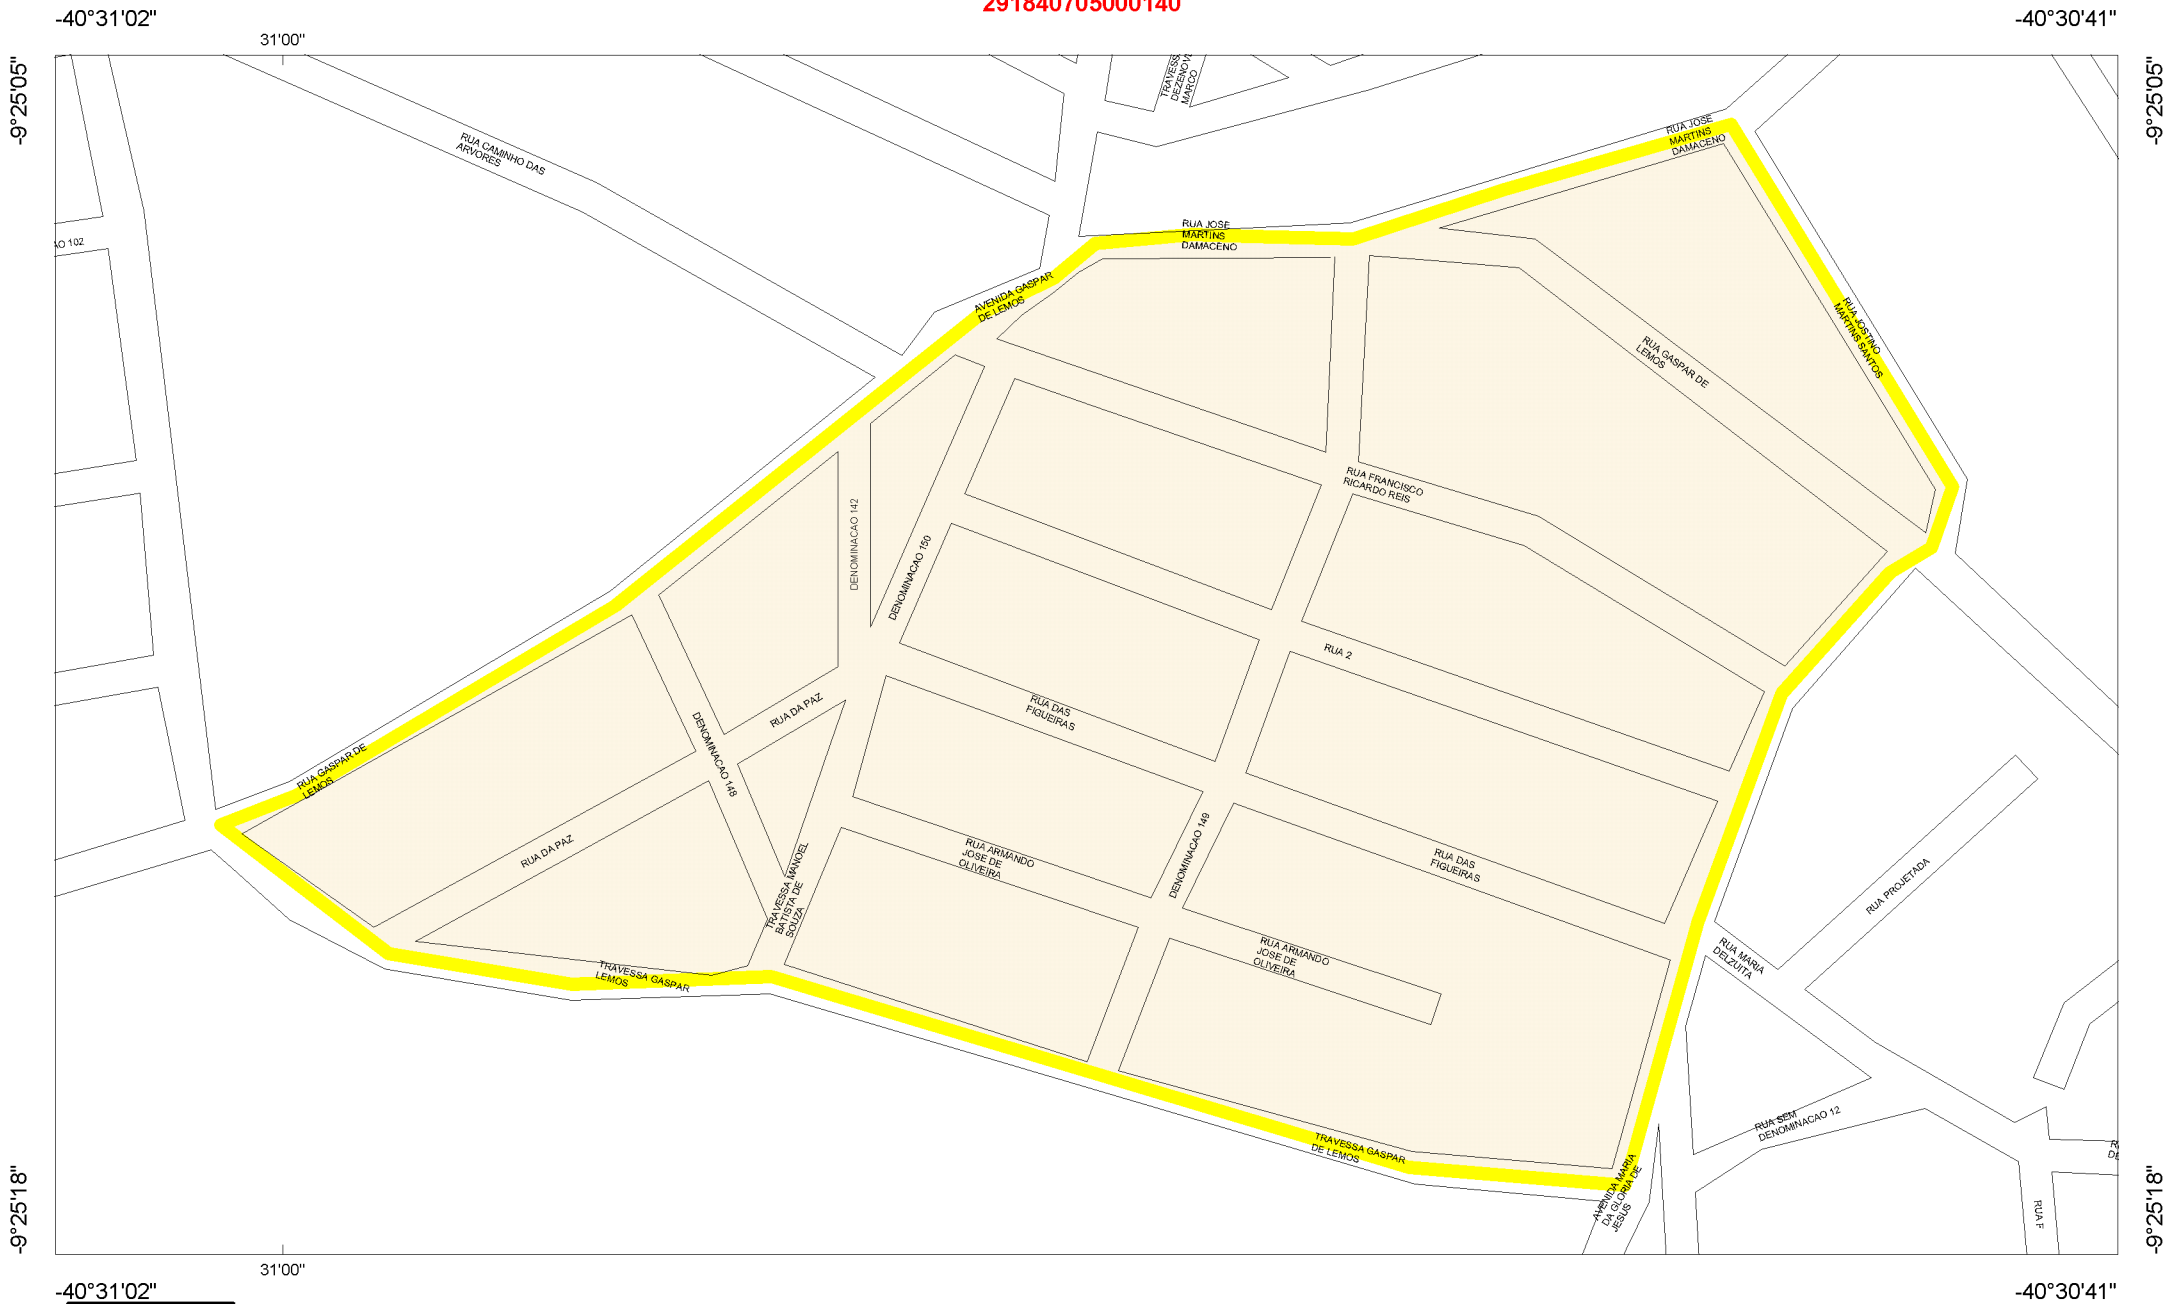 291840705000140
-40°31'02"
-40°30'41"
31'00"
-9°25'05"
-9°25'05"
TRAVESSA
DEZENOVE
MARCO
RUA CAMINHO DAS
ARVORES
RUA JOSE
MARTINS
DAMACENO
RUA JOSE
MARTINS
DAMACENO
AO 102
AVENIDA GASPAR
DE LEMOS
RUA JOSTINO
MARTINS SANTOS
RUA GASPAR DE
LEMOS
RUA FRANCISCO
RICARDO REIS
DENOMINACAO 142
DENOMINACAO 150
RUA 2
RUA DAS
FIGUEIRAS
RUA DA PAZ
DENOMINACAO 148
RUA GASPAR DE
LEMOS
RUA DA PAZ
RUA ARMANDO
JOSE DE
OLIVEIRA
DENOMINACAO 149
RUA DAS
FIGUEIRAS
TRAVESSA MANOEL
BATISTA DE
SOUZA
RUA PROJETADA
RUA ARMANDO
JOSE DE
OLIVEIRA
RUA MARIA
DELZUITA
TRAVESSA GASPAR
LEMOS
RUA SEM
DENOMINACAO 12
TRAVESSA GASPAR
DE LEMOS
AVENIDA MARIA
DA GLORIA DE
JESUS
RUA F
-9°25'18"
-9°25'18"
31'00"
-40°31'02"
-40°30'41"